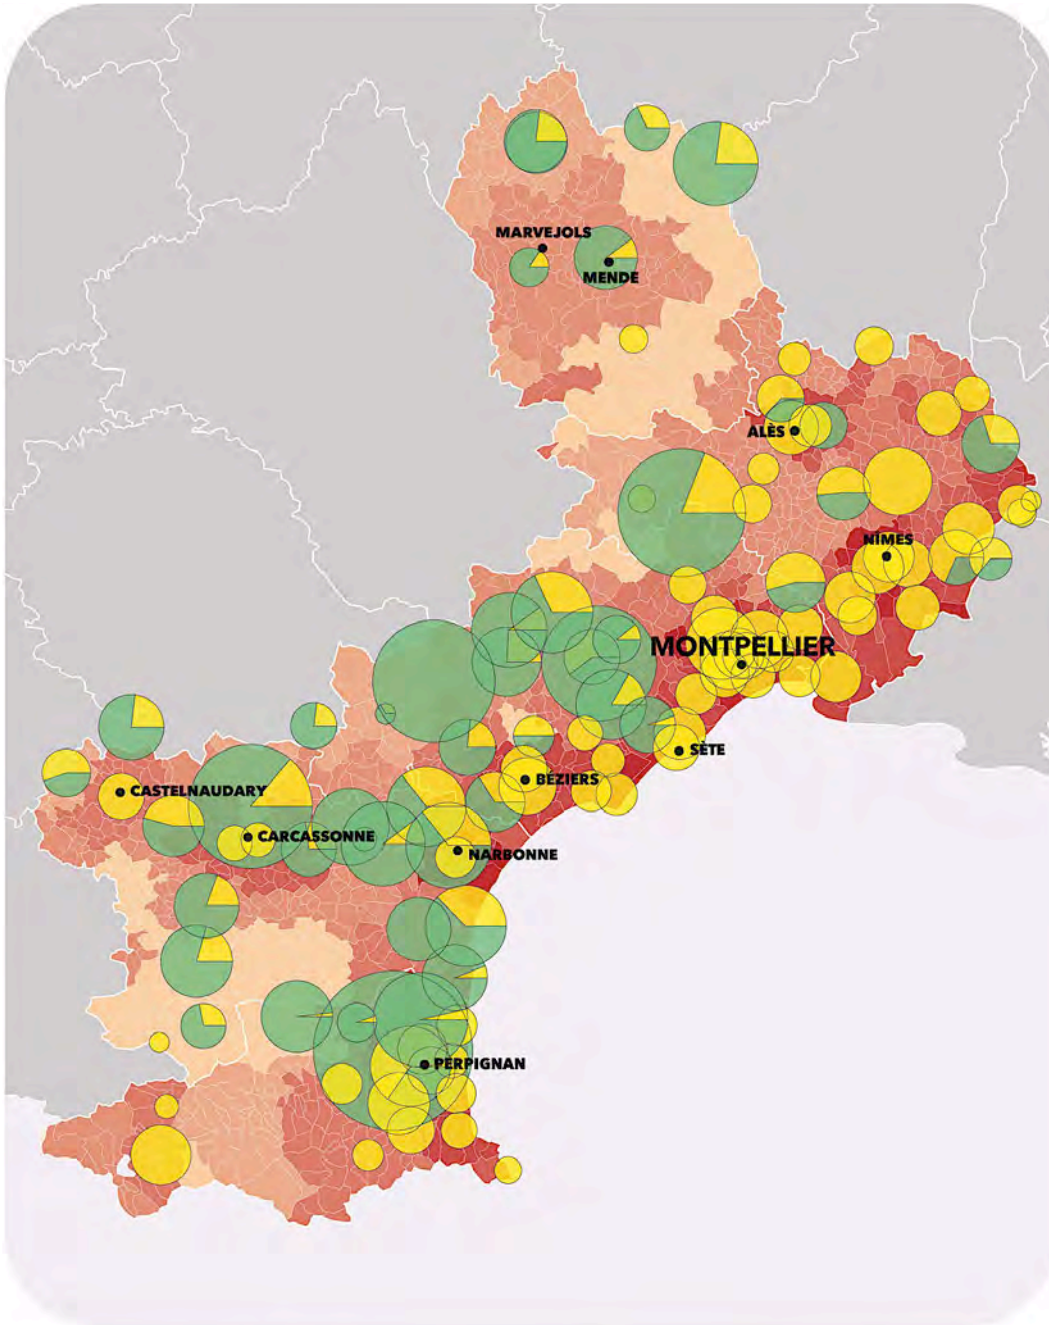 MARVEJOLS
MENDE
ALÈS
NÎMES
MONTPELLIER
SÈTE
BÉZIERS
CASTELNAUDARY
CARCASSONNE
NARBONNE
PERPIGNAN